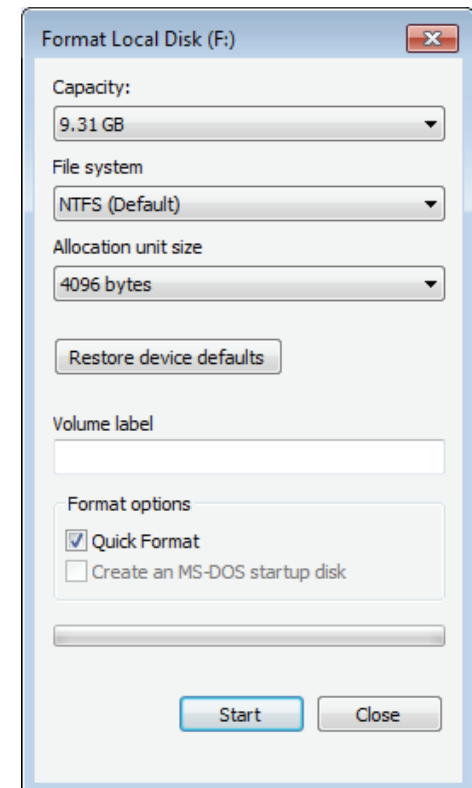 Format Local Disk (F:)
Capacity:
9.31 GB
File system
NTFS (Default)
Allocation unit size
4096 bytes
Restore device defaults
Volume label
Format options
Quick Format
Create an MS-DOS startup disk
Start Close